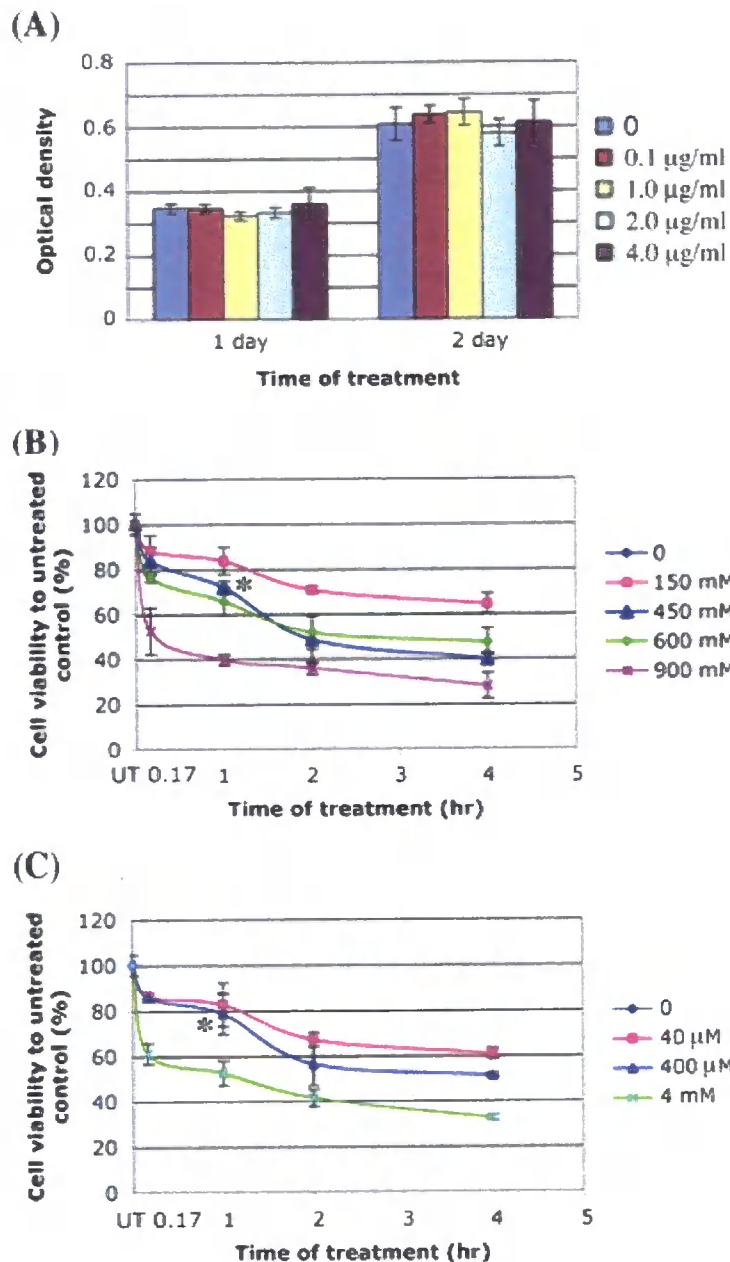 (A)
0.8
0.6
0.4
0.2
0
Optical density
1 day
2 day
Time of treatment
0
0.1 µg/ml
1.0 µg/ml
2.0 µg/ml
4.0 µg/ml
(B)
120
100
80
60
40
20
0
Cell viability to untreated
control (%)
*
UT 0.17 1 2 3 4 5
Time of treatment (hr)
0
150 mM
450 mM
600 mM
900 mM
(C)
120
100
80
60
40
20
0
Cell viability to untreated
control (%)
*
UT 0.17 1 2 3 4 5
Time of treatment (hr)
0
40 µM
400 µM
4 mM